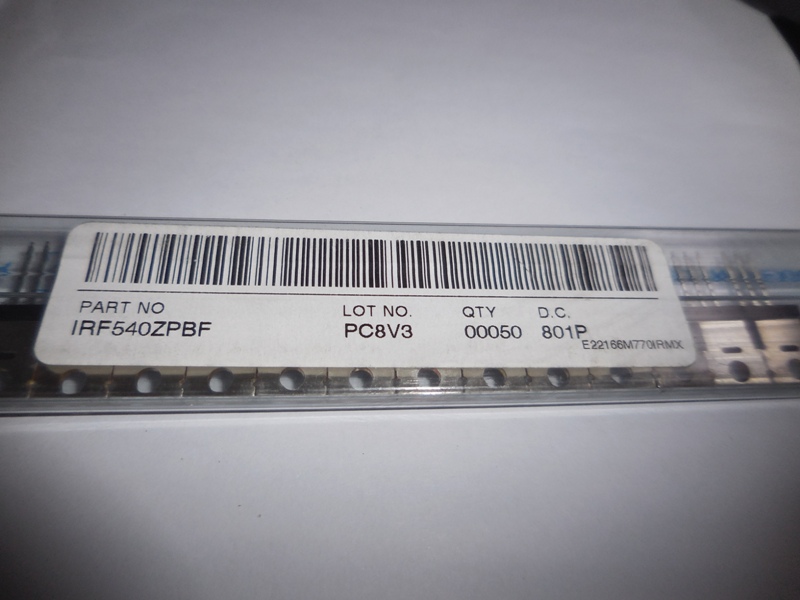 PART NO LOT NO. QTY D.C.
IRF540ZPBF PC8V3 00050 801P
E22166M770IRMX